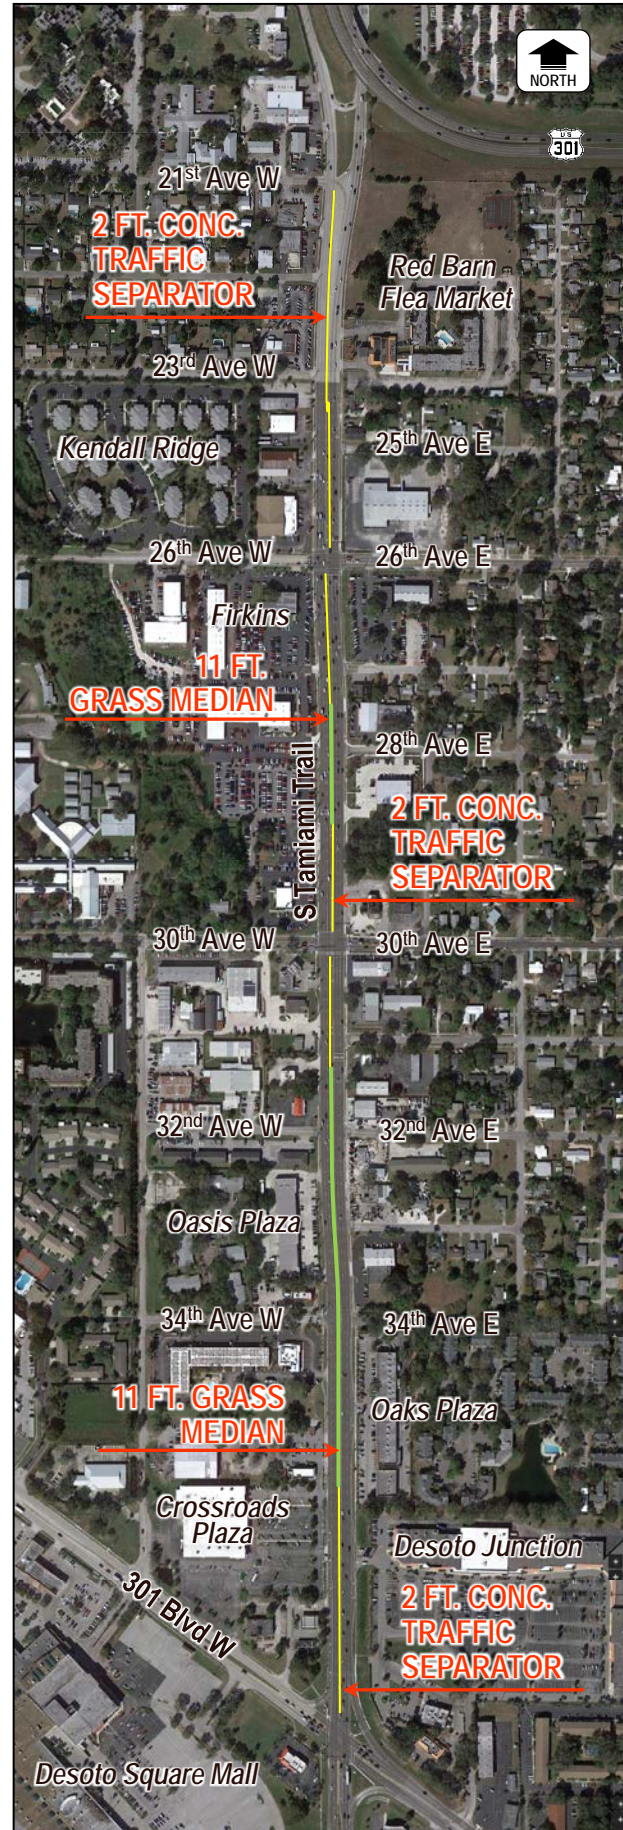 NORTH
US
301
21st Ave W
2 FT. CONC.
TRAFFIC
SEPARATOR
Red Barn
Flea Market
23rd Ave W
Kendall Ridge
25th Ave E
26th Ave W
26th Ave E
Firkins
11 FT.
GRASS MEDIAN
28th Ave E
S Tamiami Trail
2 FT. CONC.
TRAFFIC
SEPARATOR
30th Ave W
30th Ave E
32nd Ave W
32nd Ave E
Oasis Plaza
34th Ave W
34th Ave E
11 FT. GRASS
MEDIAN
Oaks Plaza
Crossroads
Plaza
Desoto Junction
301 Blvd W
2 FT. CONC.
TRAFFIC
SEPARATOR
Desoto Square Mall